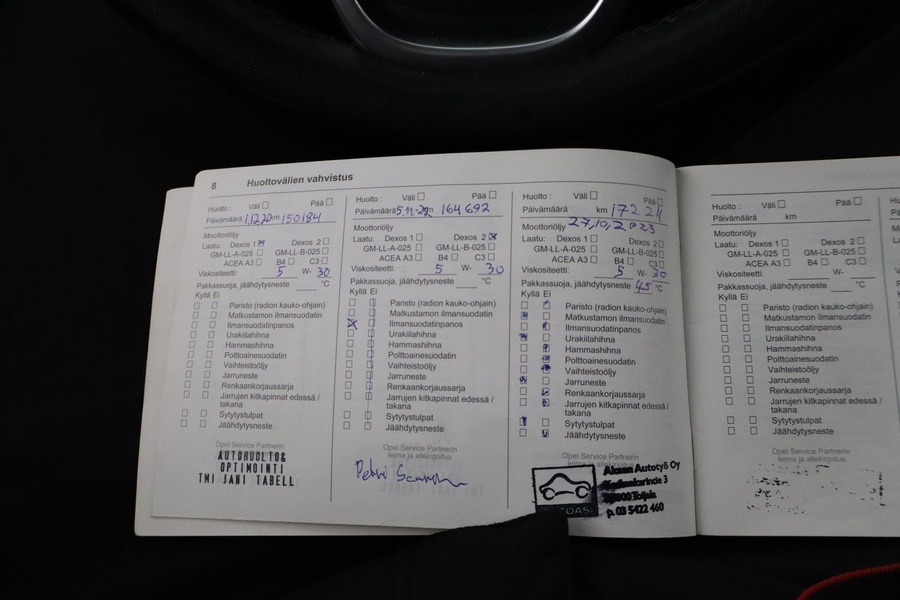 8 Huoltovälien vahvistus
Huolto : Väli Pää
Päivämäärä 1.12.20 km 150184
Moottoriöljy
Laatu: Dexos 1 Dexos 2
GM-LL-A-025 GM-LL-B-025
ACEA A3 B4 C3
Viskositeetti: 5 W- 30
Pakkassuoja, jäähdytysneste °C
Kyllä Ei
Paristo (radion kauko-ohjain)
Matkustamon ilmansuodatin
Ilmansuodatinpanos
Urakiilahihna
Hammashihna
Polttoainesuodatin
Vaihteistoöljy
Jarruneste
Renkaankorjaussarja
Jarrujen kitkapinnat edessä /
takana
Sytytystulpat
Jäähdytysneste
Opel Service Partnerin
leima ja allekirjoitus
AUTOHUOLTO&
OPTIMOINTI
TMI JANI TABELL
Huolto : Väli Pää
Päivämäärä 5.11. km 164 692
Moottoriöljy
Laatu: Dexos 1 Dexos 2
GM-LL-A-025 GM-LL-B-025
ACEA A3 B4 C3
Viskositeetti: 5 W- 30
Pakkassuoja, jäähdytysneste °C
Kyllä Ei
Paristo (radion kauko-ohjain)
Matkustamon ilmansuodatin
Ilmansuodatinpanos
Urakiilahihna
Hammashihna
Polttoainesuodatin
Vaihteistoöljy
Jarruneste
Renkaankorjaussarja
Jarrujen kitkapinnat edessä /
takana
Sytytystulpat
Jäähdytysneste
Opel Service Partnerin
leima ja allekirjoitus
Petri
Huolto : Väli Pää
Päivämäärä km 172 211
Moottoriöljy 27,10,2023
Laatu: Dexos 1 Dexos 2
GM-LL-A-025 GM-LL-B-025
ACEA A3 B4 C3
Viskositeetti: 5 W- 30
Pakkassuoja, jäähdytysneste 45 °C
Kyllä Ei
Paristo (radion kauko-ohjain)
Matkustamon ilmansuodatin
Ilmansuodatinpanos
Urakiilahihna
Hammashihna
Polttoainesuodatin
Vaihteistoöljy
Jarruneste
Renkaankorjaussarja
Jarrujen kitkapinnat edessä /
takana
Sytytystulpat
Jäähdytysneste
Opel Service Partnerin
leima ja allekirjoitus
Aksan Autotyö Oy
Toijala
p. 03 5422 460
Huolto : Väli Pää
Päivämäärä km
Moottoriöljy
Laatu: Dexos 1 Dexos 2
GM-LL-A-025 GM-LL-B-025
ACEA A3 B4 C3
Viskositeetti: W-
Pakkassuoja, jäähdytysneste °C
Kyllä Ei
Paristo (radion kauko-ohjain)
Matkustamon ilmansuodatin
Ilmansuodatinpanos
Urakiilahihna
Hammashihna
Polttoainesuodatin
Vaihteistoöljy
Jarruneste
Renkaankorjaussarja
Jarrujen kitkapinnat edessä /
takana
Sytytystulpat
Jäähdytysneste
Opel Service Partnerin
leima ja allekirjoitus